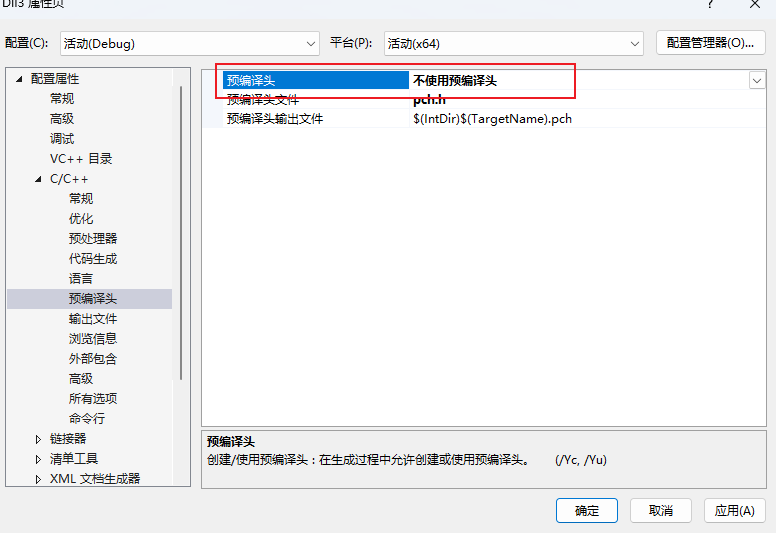 Dll3 属性页
配置(C): 活动(Debug) 平台(P): 活动(x64) 配置管理器(O)...
配置属性
常规
高级
调试
VC++ 目录
C/C++
常规
优化
预处理器
代码生成
语言
预编译头
输出文件
浏览信息
外部包含
高级
所有选项
命令行
链接器
清单工具
XML 文档生成器
预编译头 不使用预编译头
预编译头文件 pch.h
预编译头输出文件 $(IntDir)$(TargetName).pch
预编译头
创建/使用预编译头：在生成过程中允许创建或使用预编译头。 (/Yc, /Yu)
确定 取消 应用(A)